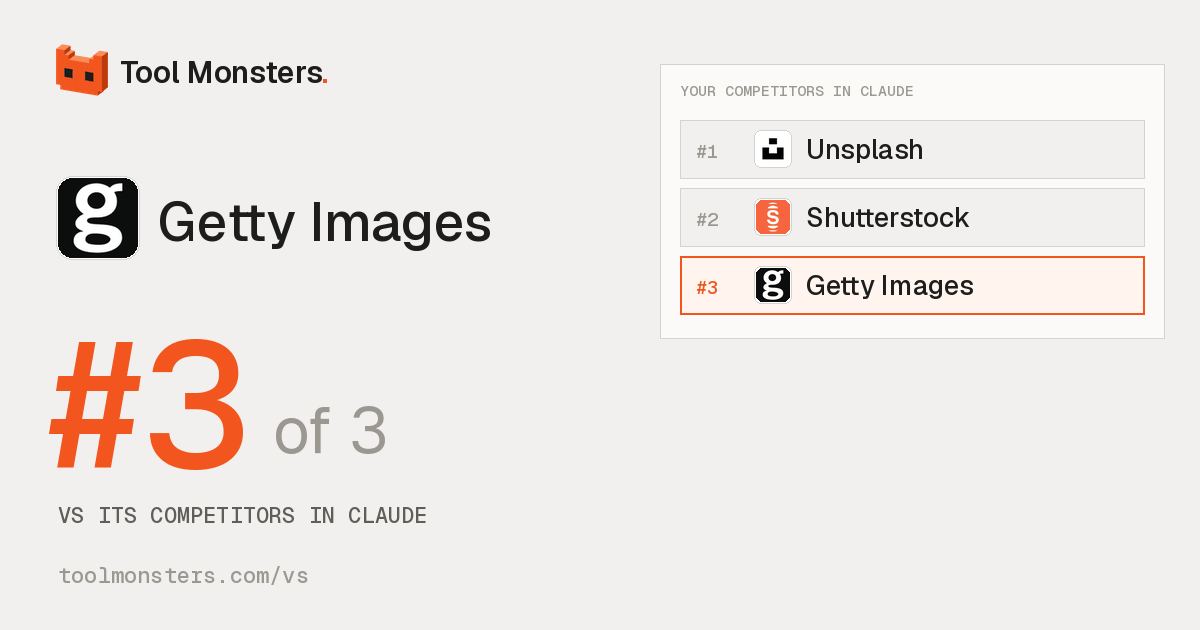 Tool Monsters.
g Getty Images
#3 of 3
VS ITS COMPETITORS IN CLAUDE
toolmonsters.com/vs
YOUR COMPETITORS IN CLAUDE
#1 Unsplash
#2 S Shutterstock
#3 g Getty Images